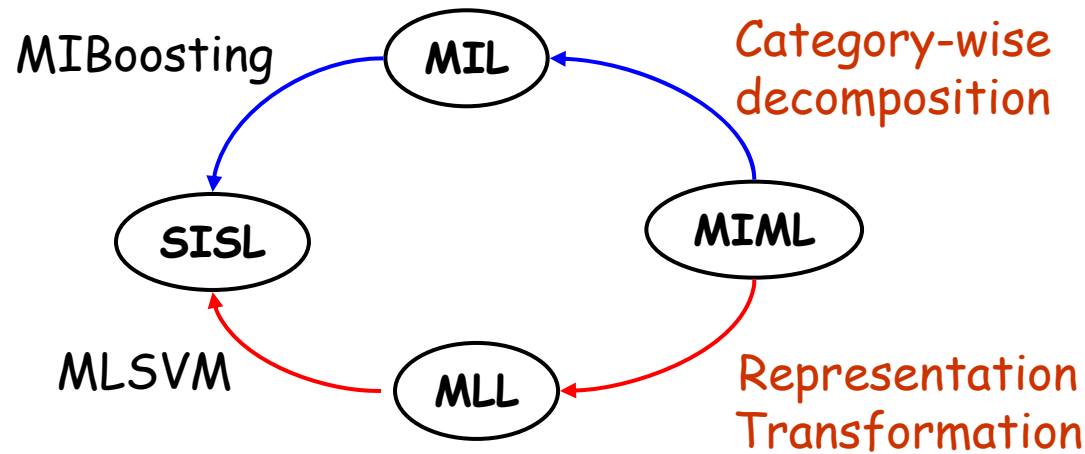 MIBoosting
MIL
Category-wise
decomposition
SISL
MIML
MLSVM
MLL
Representation
Transformation